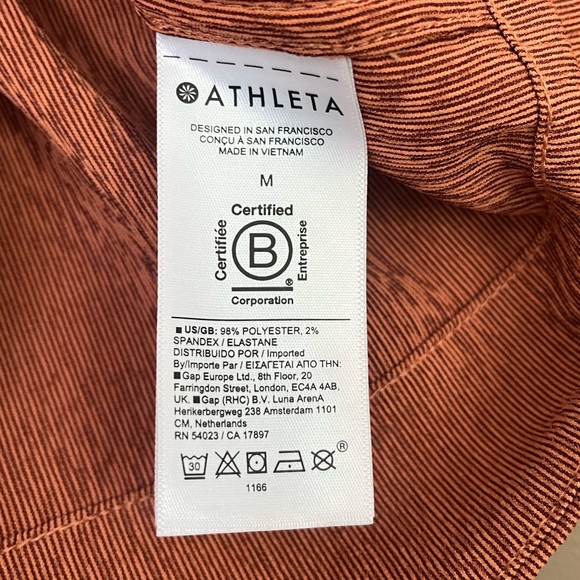 ATHLETA
DESIGNED IN SAN FRANCISCO
CONÇU À SAN FRANCISCO
MADE IN VIETNAM
M
Certified
Certifiée
B
Entreprise
®
Corporation
■ US/GB: 98% POLYESTER, 2%
SPANDEX / ELASTANE
DISTRIBUIDO POR / Imported
By/Importe Par / ΕΙΣΑΓΕΤΑΙ ΑΠΟ ΤΗΝ:
■ Gap Europe Ltd., 8th Floor, 20
Farringdon Street, London, EC4A 4AB,
UK. ■ Gap (RHC) B.V. Luna ArenA
Herikerbergweg 238 Amsterdam 1101
CM, Netherlands
RN 54023 / CA 17897
30 ®
1166